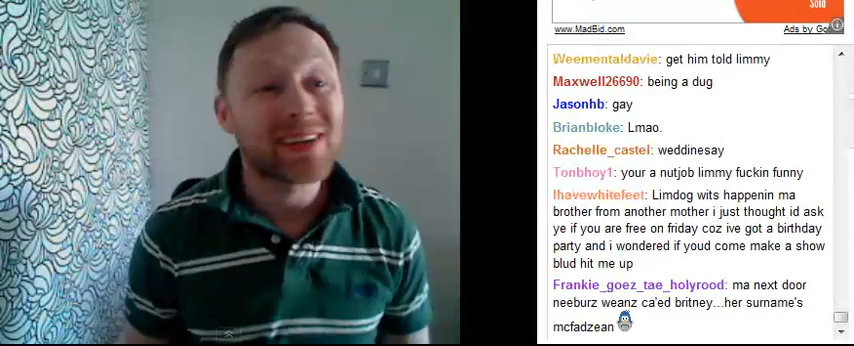 Sold
www.MadBid.com
Ads by Go
Weementaldavie: get him told limmy
Maxwell26690: being a dug
Jasonhb: gay
Brianbloke: Lmao.
Rachelle_castel: weddinesay
Tonbhoy1: your a nutjob limmy fuckin funny
Ihavewhitefeet: Limdog wits happenin ma
brother from another mother i just thought id ask
ye if you are free on friday coz ive got a birthday
party and i wondered if youd come make a show
blud hit me up
Frankie_goez_tae_holyrood: ma next door
neeburz weanz ca'ed britney...her surname's
mcfadzean